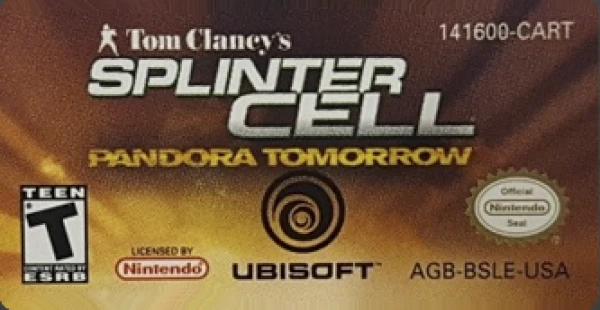 Tom Clancy's
141600-CART
SPLINTER
CELL
PANDORA TOMORROW
TEEN
T
CONTENT RATED BY
ESRB
LICENSED BY
Nintendo
UBISOFT™
Official
Nintendo
Seal
AGB-BSLE-USA